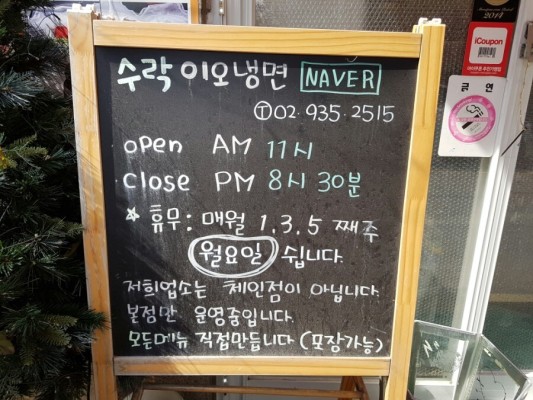 수락 이오냉면 NAVER
Ⓣ 02.935.2515
open AM 11시
close PM 8시 30분
★ 휴무: 매월 1.3.5 째주
월요일 쉽니다.
저희업소는 체인점이 아닙니다.
본점만 운영중입니다.
모든메뉴 직접만듭니다 (포장가능)
2014
iCoupon
금연